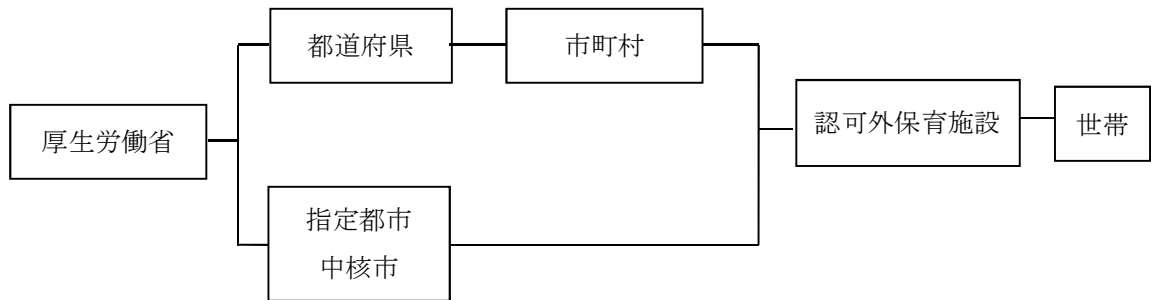 都道府県
市町村
厚生労働省
認可外保育施設
世帯
指定都市
中核市